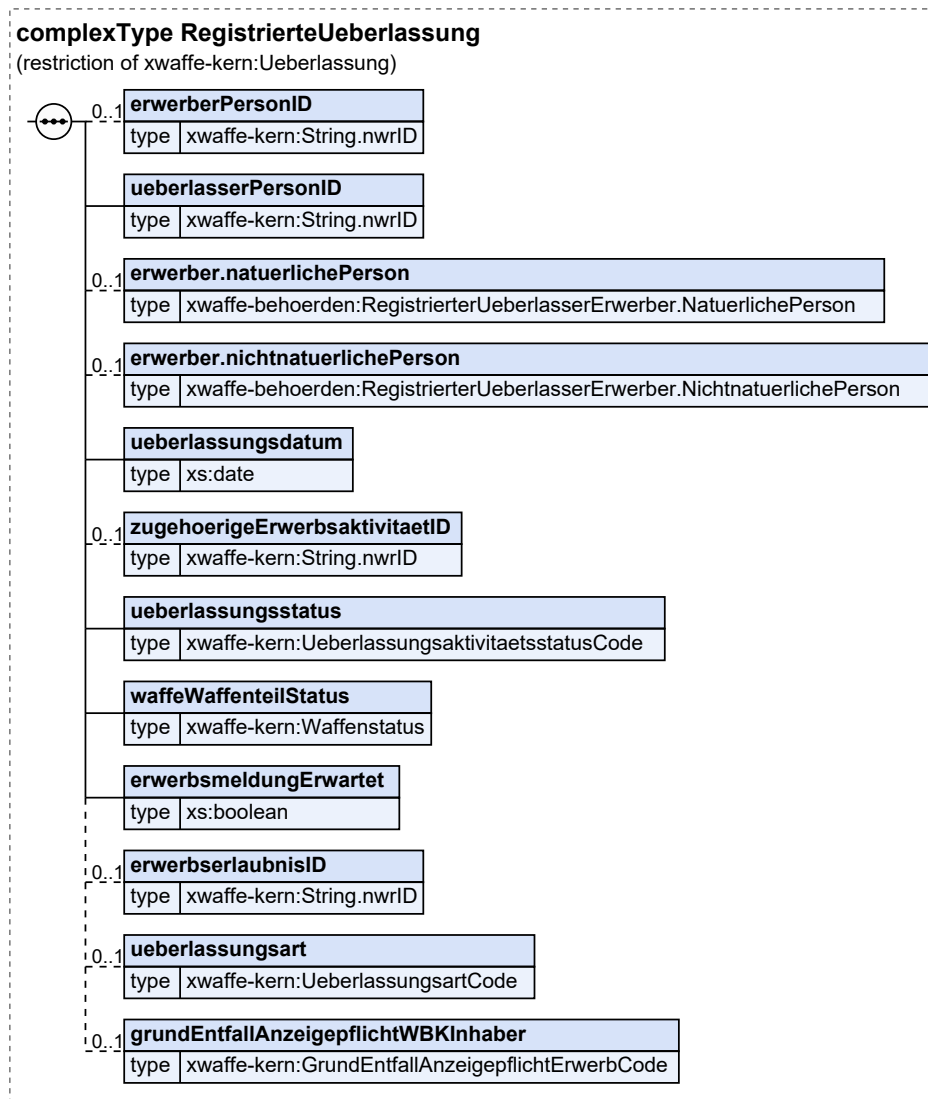 complexType RegistrierteUeberlassung
(restriction of xwaffe-kern:Ueberlassung)
0..1 erwerberPersonID
type xwaffe-kern:String.nwrID
ueberlasserPersonID
type xwaffe-kern:String.nwrID
0..1 erwerber.natuerlichePerson
type xwaffe-behoerden:RegistrierterUeberlasserErwerber.NatuerlichePerson
0..1 erwerber.nichtnatuerlichePerson
type xwaffe-behoerden:RegistrierterUeberlasserErwerber.NichtnatuerlichePerson
ueberlassungsdatum
type xs:date
0..1 zugehoerigeErwerbsaktivitaetID
type xwaffe-kern:String.nwrID
ueberlassungsstatus
type xwaffe-kern:UeberlassungsaktivitaetsstatusCode
waffeWaffenteilStatus
type xwaffe-kern:Waffenstatus
erwerbsmeldungErwartet
type xs:boolean
0..1 erwerbserlaubnisID
type xwaffe-kern:String.nwrID
0..1 ueberlassungsart
type xwaffe-kern:UeberlassungsartCode
0..1 grundEntfallAnzeigepflichtWBKInhaber
type xwaffe-kern:GrundEntfallAnzeigepflichtErwerbCode